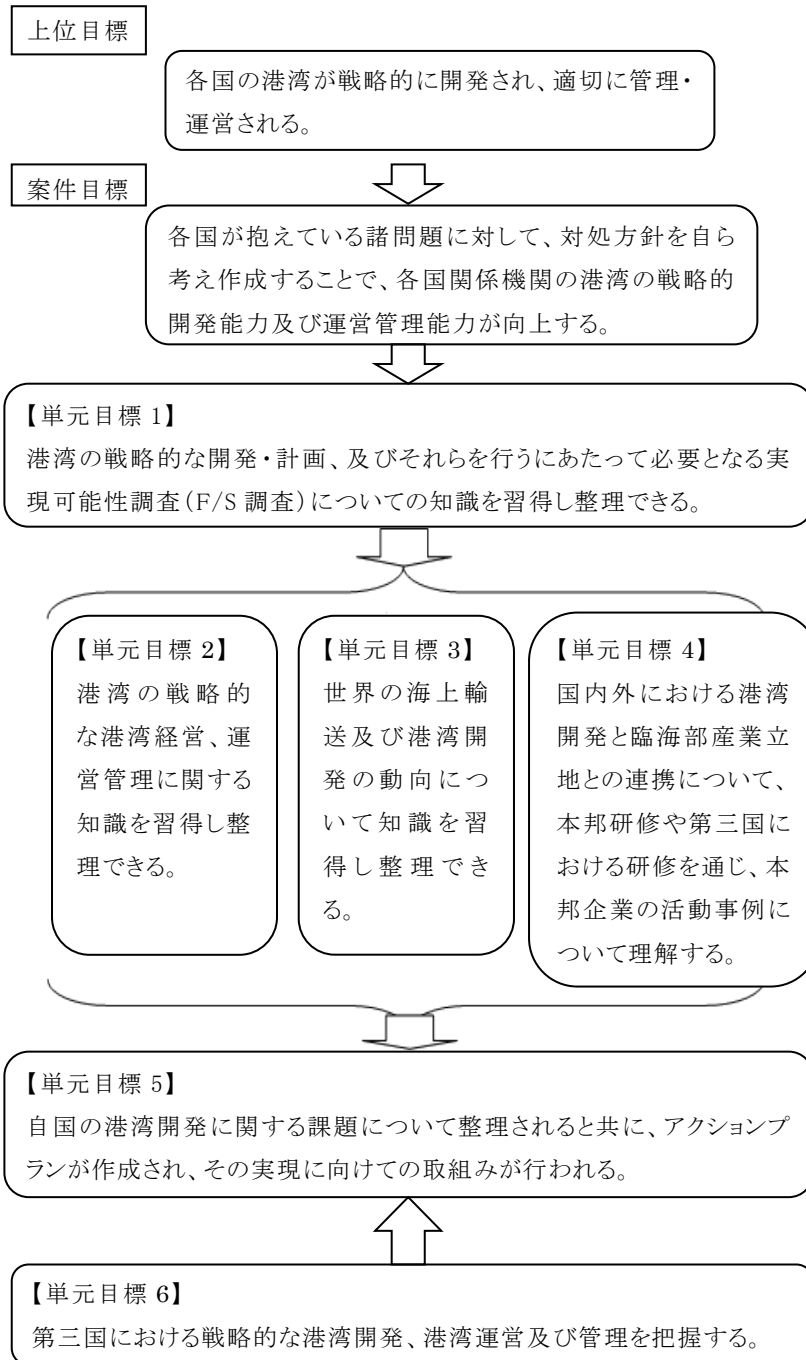 上位目標
各国の港湾が戦略的に開発され、適切に管理・
運営される。
案件目標
各国が抱えている諸問題に対して、対処方針を自ら
考え作成することで、各国関係機関の港湾の戦略的
開発能力及び運営管理能力が向上する。
【単元目標 1】
港湾の戦略的な開発・計画、及びそれらを行うにあたって必要となる実
現可能性調査（F/S 調査）についての知識を習得し整理できる。
【単元目標 2】
港湾の戦略的
な港湾経営、運
営管理に関する
知識を習得し整
理できる。
【単元目標 3】
世界の海上輸
送及び港湾開
発の動向につ
いて知識を習
得し整理でき
る。
【単元目標 4】
国内外における港湾
開発と臨海部産業立
地との連携について、
本邦研修や第三国に
おける研修を通じ、本
邦企業の活動事例に
ついて理解する。
【単元目標 5】
自国の港湾開発に関する課題について整理されると共に、アクションプ
ランが作成され、その実現に向けての取組みが行われる。
【単元目標 6】
第三国における戦略的な港湾開発、港湾運営及び管理を把握する。